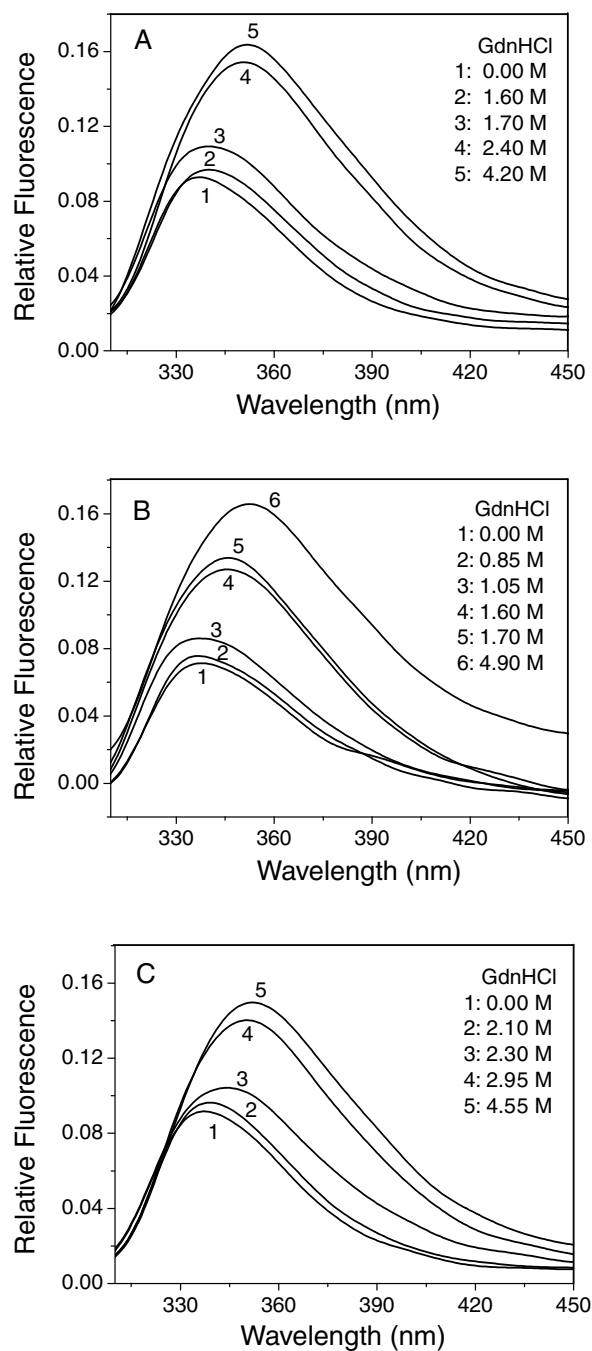 A
GdnHCl
1: 0.00 M
2: 1.60 M
3: 1.70 M
4: 2.40 M
5: 4.20 M
5
4
3
2
1
0.16
0.12
0.08
0.04
0.00
Relative Fluorescence
330 360 390 420 450
Wavelength (nm)
B
GdnHCl
1: 0.00 M
2: 0.85 M
3: 1.05 M
4: 1.60 M
5: 1.70 M
6: 4.90 M
6
5
4
3
2
1
0.16
0.12
0.08
0.04
0.00
Relative Fluorescence
330 360 390 420 450
Wavelength (nm)
C
GdnHCl
1: 0.00 M
2: 2.10 M
3: 2.30 M
4: 2.95 M
5: 4.55 M
5
4
3
2
1
0.16
0.12
0.08
0.04
0.00
Relative Fluorescence
330 360 390 420 450
Wavelength (nm)